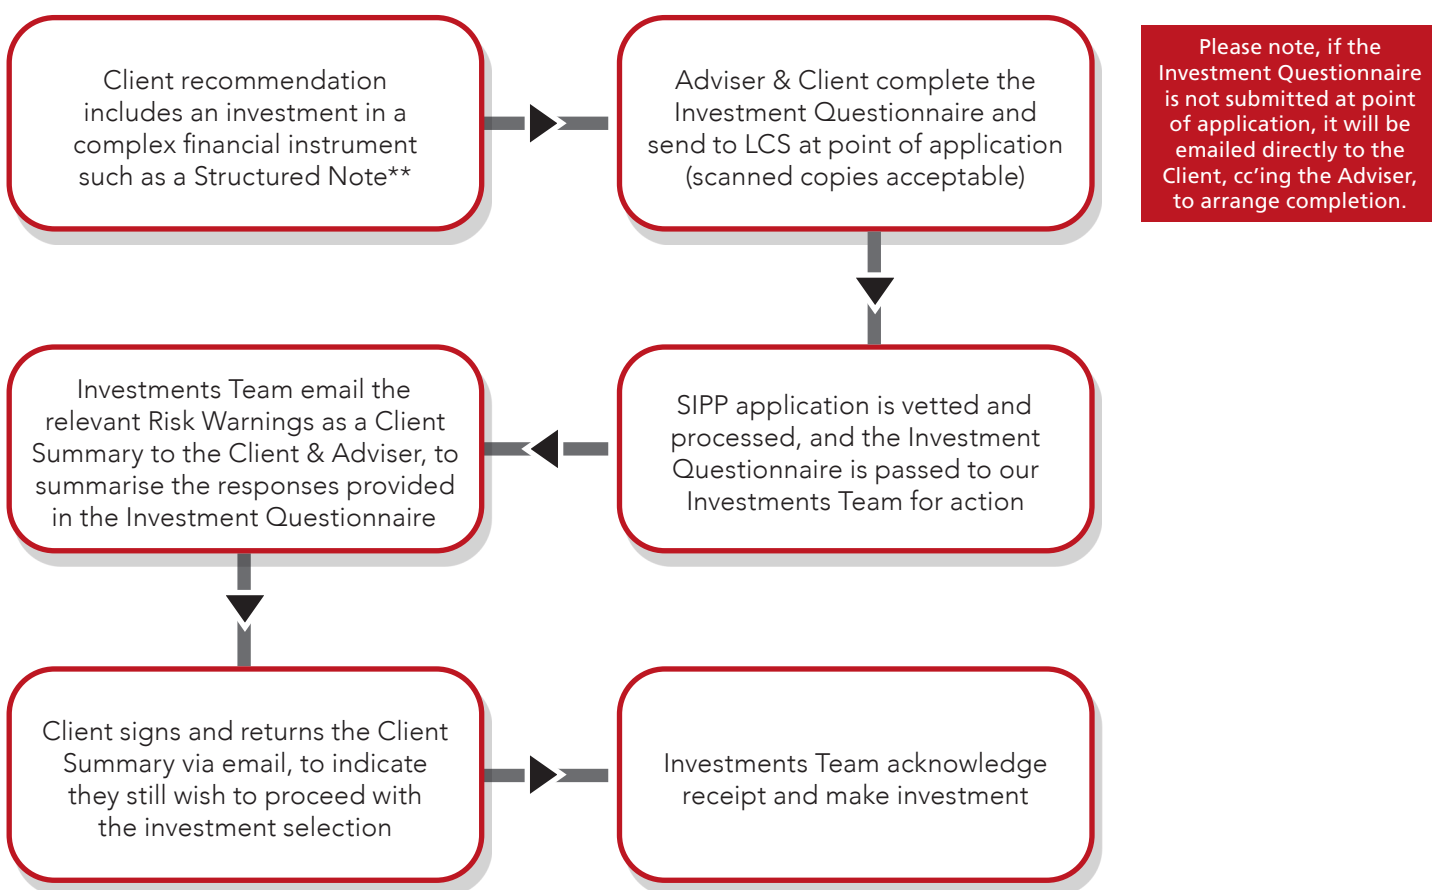 Client recommendation
includes an investment in a
complex financial instrument
such as a Structured Note**
Adviser & Client complete the
Investment Questionnaire and
send to LCS at point of application
(scanned copies acceptable)
Please note, if the
Investment Questionnaire
is not submitted at point
of application, it will be
emailed directly to the
Client, cc'ing the Adviser,
to arrange completion.
SIPP application is vetted and
processed, and the Investment
Questionnaire is passed to our
Investments Team for action
Investments Team email the
relevant Risk Warnings as a Client
Summary to the Client & Adviser, to
summarise the responses provided
in the Investment Questionnaire
Client signs and returns the Client
Summary via email, to indicate
they still wish to proceed with
the investment selection
Investments Team acknowledge
receipt and make investment